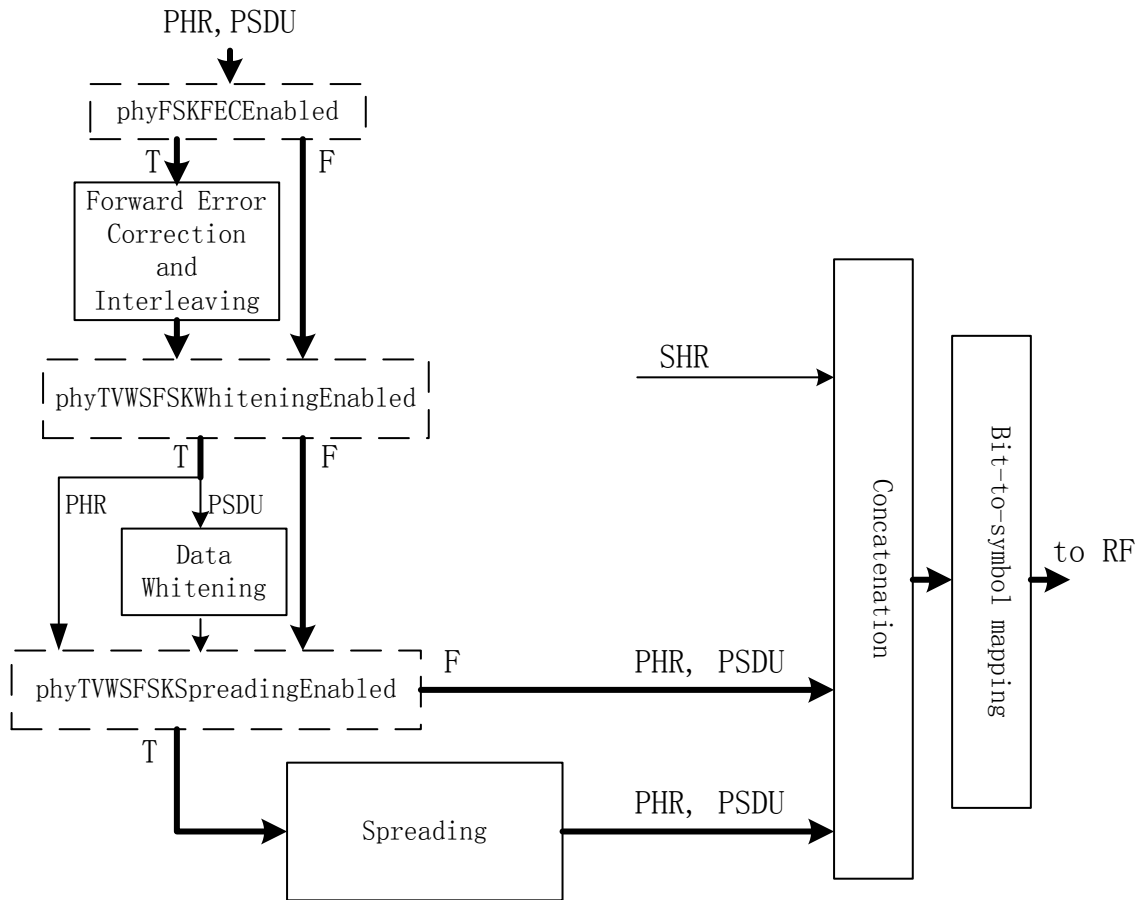 PHR, PSDU
phyFSKFECEnabled
T
F
Forward Error
Correction
and
Interleaving
SHR
phyTVWSFSKWhiteningEnabled
T
F
PHR
PSDU
Data
Whitening
Concatenation
Bit-to-symbol mapping
to RF
phyTVWSFSKSpreadingEnabled
F
PHR, PSDU
T
Spreading
PHR, PSDU